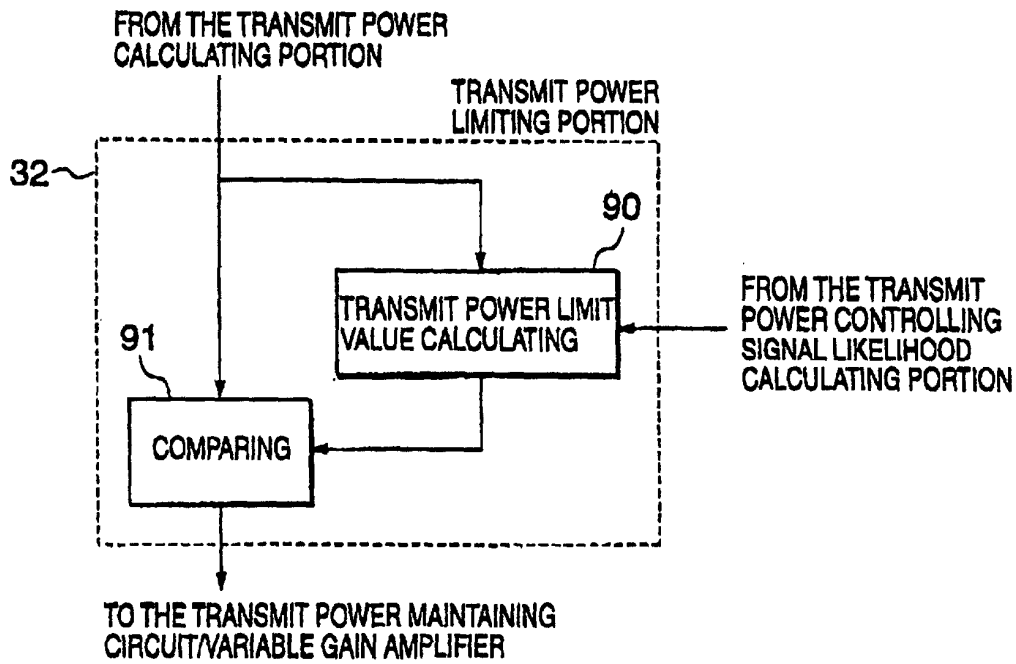 FROM THE TRANSMIT POWER
CALCULATING PORTION
TRANSMIT POWER
LIMITING PORTION
32
90
TRANSMIT POWER LIMIT
VALUE CALCULATING
FROM THE TRANSMIT
POWER CONTROLLING
SIGNAL LIKELIHOOD
CALCULATING PORTION
91
COMPARING
TO THE TRANSMIT POWER MAINTAINING
CIRCUIT/VARIABLE GAIN AMPLIFIER